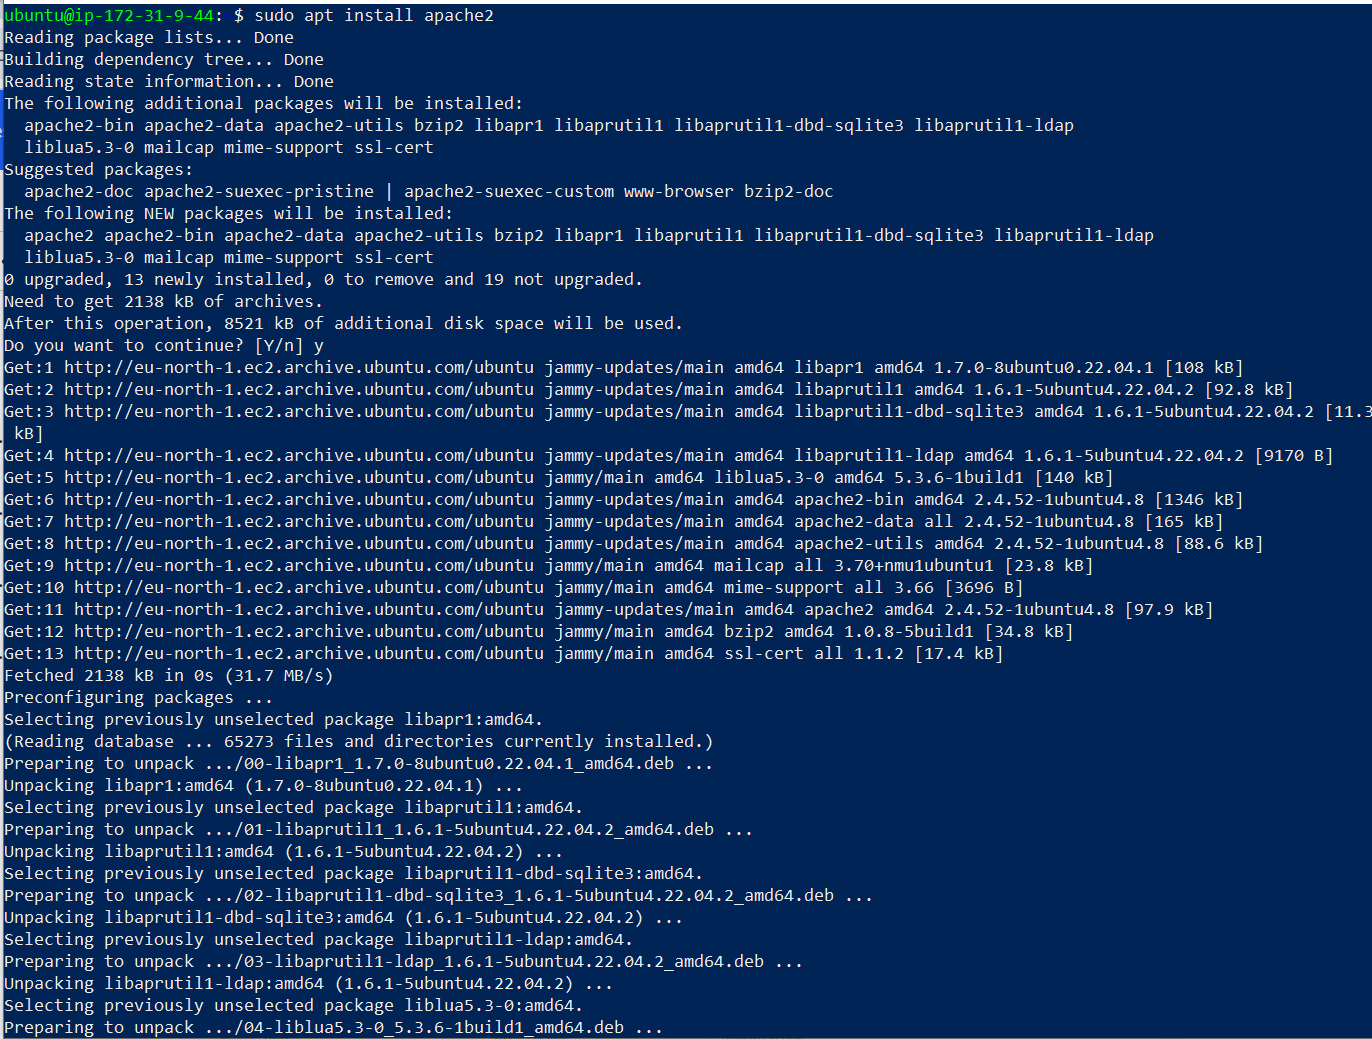 ubuntu@ip-172-31-9-44: $ sudo apt install apache2
Reading package lists... Done
Building dependency tree... Done
Reading state information... Done
The following additional packages will be installed:
  apache2-bin apache2-data apache2-utils bzip2 libapr1 libaprutil1 libaprutil1-dbd-sqlite3 libaprutil1-ldap
  liblua5.3-0 mailcap mime-support ssl-cert
Suggested packages:
  apache2-doc apache2-suexec-pristine | apache2-suexec-custom www-browser bzip2-doc
The following NEW packages will be installed:
  apache2 apache2-bin apache2-data apache2-utils bzip2 libapr1 libaprutil1 libaprutil1-dbd-sqlite3 libaprutil1-ldap
  liblua5.3-0 mailcap mime-support ssl-cert
0 upgraded, 13 newly installed, 0 to remove and 19 not upgraded.
Need to get 2138 kB of archives.
After this operation, 8521 kB of additional disk space will be used.
Do you want to continue? [Y/n] y
Get:1 http://eu-north-1.ec2.archive.ubuntu.com/ubuntu jammy-updates/main amd64 libapr1 amd64 1.7.0-8ubuntu0.22.04.1 [108 kB]
Get:2 http://eu-north-1.ec2.archive.ubuntu.com/ubuntu jammy-updates/main amd64 libaprutil1 amd64 1.6.1-5ubuntu4.22.04.2 [92.8 kB]
Get:3 http://eu-north-1.ec2.archive.ubuntu.com/ubuntu jammy-updates/main amd64 libaprutil1-dbd-sqlite3 amd64 1.6.1-5ubuntu4.22.04.2 [11.3
 kB]
Get:4 http://eu-north-1.ec2.archive.ubuntu.com/ubuntu jammy-updates/main amd64 libaprutil1-ldap amd64 1.6.1-5ubuntu4.22.04.2 [9170 B]
Get:5 http://eu-north-1.ec2.archive.ubuntu.com/ubuntu jammy/main amd64 liblua5.3-0 amd64 5.3.6-1build1 [140 kB]
Get:6 http://eu-north-1.ec2.archive.ubuntu.com/ubuntu jammy-updates/main amd64 apache2-bin amd64 2.4.52-1ubuntu4.8 [1346 kB]
Get:7 http://eu-north-1.ec2.archive.ubuntu.com/ubuntu jammy-updates/main amd64 apache2-data all 2.4.52-1ubuntu4.8 [165 kB]
Get:8 http://eu-north-1.ec2.archive.ubuntu.com/ubuntu jammy-updates/main amd64 apache2-utils amd64 2.4.52-1ubuntu4.8 [88.6 kB]
Get:9 http://eu-north-1.ec2.archive.ubuntu.com/ubuntu jammy/main amd64 mailcap all 3.70+nmu1ubuntu1 [23.8 kB]
Get:10 http://eu-north-1.ec2.archive.ubuntu.com/ubuntu jammy/main amd64 mime-support all 3.66 [3696 B]
Get:11 http://eu-north-1.ec2.archive.ubuntu.com/ubuntu jammy-updates/main amd64 apache2 amd64 2.4.52-1ubuntu4.8 [97.9 kB]
Get:12 http://eu-north-1.ec2.archive.ubuntu.com/ubuntu jammy/main amd64 bzip2 amd64 1.0.8-5build1 [34.8 kB]
Get:13 http://eu-north-1.ec2.archive.ubuntu.com/ubuntu jammy/main amd64 ssl-cert all 1.1.2 [17.4 kB]
Fetched 2138 kB in 0s (31.7 MB/s)
Preconfiguring packages ...
Selecting previously unselected package libapr1:amd64.
(Reading database ... 65273 files and directories currently installed.)
Preparing to unpack .../00-libapr1_1.7.0-8ubuntu0.22.04.1_amd64.deb ...
Unpacking libapr1:amd64 (1.7.0-8ubuntu0.22.04.1) ...
Selecting previously unselected package libaprutil1:amd64.
Preparing to unpack .../01-libaprutil1_1.6.1-5ubuntu4.22.04.2_amd64.deb ...
Unpacking libaprutil1:amd64 (1.6.1-5ubuntu4.22.04.2) ...
Selecting previously unselected package libaprutil1-dbd-sqlite3:amd64.
Preparing to unpack .../02-libaprutil1-dbd-sqlite3_1.6.1-5ubuntu4.22.04.2_amd64.deb ...
Unpacking libaprutil1-dbd-sqlite3:amd64 (1.6.1-5ubuntu4.22.04.2) ...
Selecting previously unselected package libaprutil1-ldap:amd64.
Preparing to unpack .../03-libaprutil1-ldap_1.6.1-5ubuntu4.22.04.2_amd64.deb ...
Unpacking libaprutil1-ldap:amd64 (1.6.1-5ubuntu4.22.04.2) ...
Selecting previously unselected package liblua5.3-0:amd64.
Preparing to unpack .../04-liblua5.3-0_5.3.6-1build1_amd64.deb ...